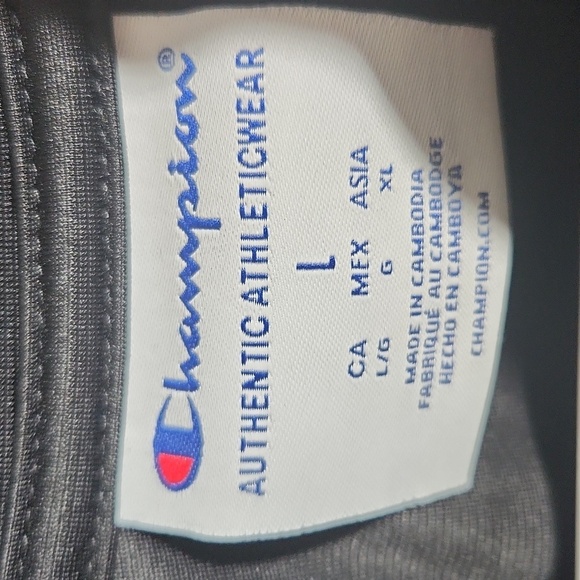 Champion®
AUTHENTIC ATHLETICWEAR
L
CA MEX ASIA
L/G G XL
MADE IN CAMBODIA
FABRIQUÉ AU CAMBODGE
HECHO EN CAMBOYA
CHAMPION.COM